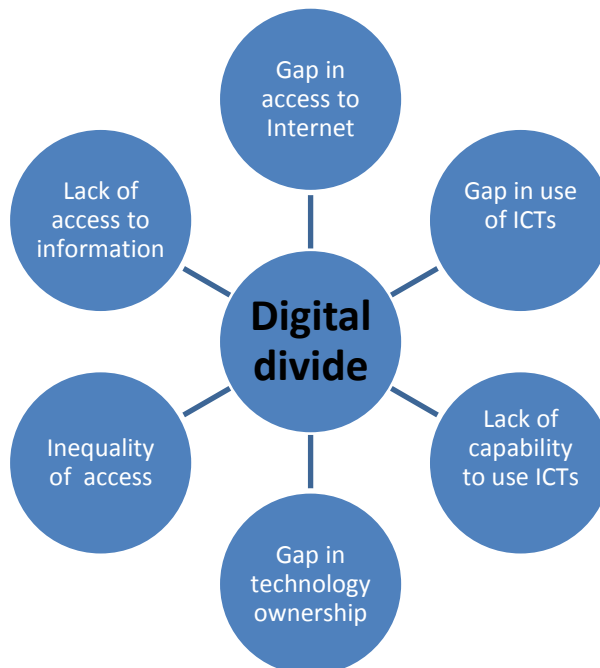 Gap in
access to
Internet
Gap in use
of ICTs
Lack of
capability
to use ICTs
Gap in
technology
ownership
Inequality
of access
Lack of
access to
information
Digital
divide